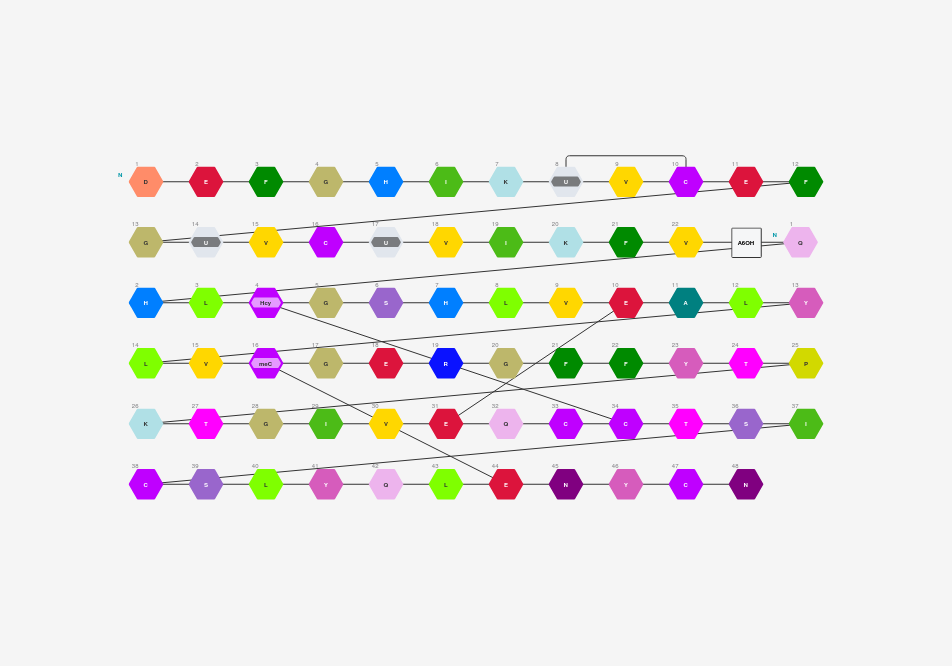 1 2 3 4 5 6 7 8 9 10 11 12
N D E F G H I K U V C E F
13 14 15 16 17 18 19 20 21 22 N 1
G U V C U V I K F V A6OH Q
2 3 4 5 6 7 8 9 10 11 12 13
H L Hcy G S H L V E A L Y
14 15 16 17 18 19 20 21 22 23 24 25
L V meC G E R G F F Y T P
26 27 28 29 30 31 32 33 34 35 36 37
K T G I V E Q C C T S I
38 39 40 41 42 43 44 45 46 47 48
C S L Y Q L E N Y C N